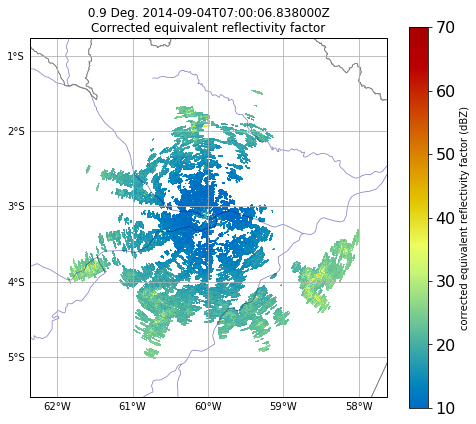 0.9 Deg. 2014-09-04T07:00:06.838000Z
Corrected equivalent reflectivity factor
1°S
2°S
3°S
4°S
5°S
62°W 61°W 60°W 59°W 58°W
70
60
50
40
30
20
10
corrected equivalent reflectivity factor (dBZ)